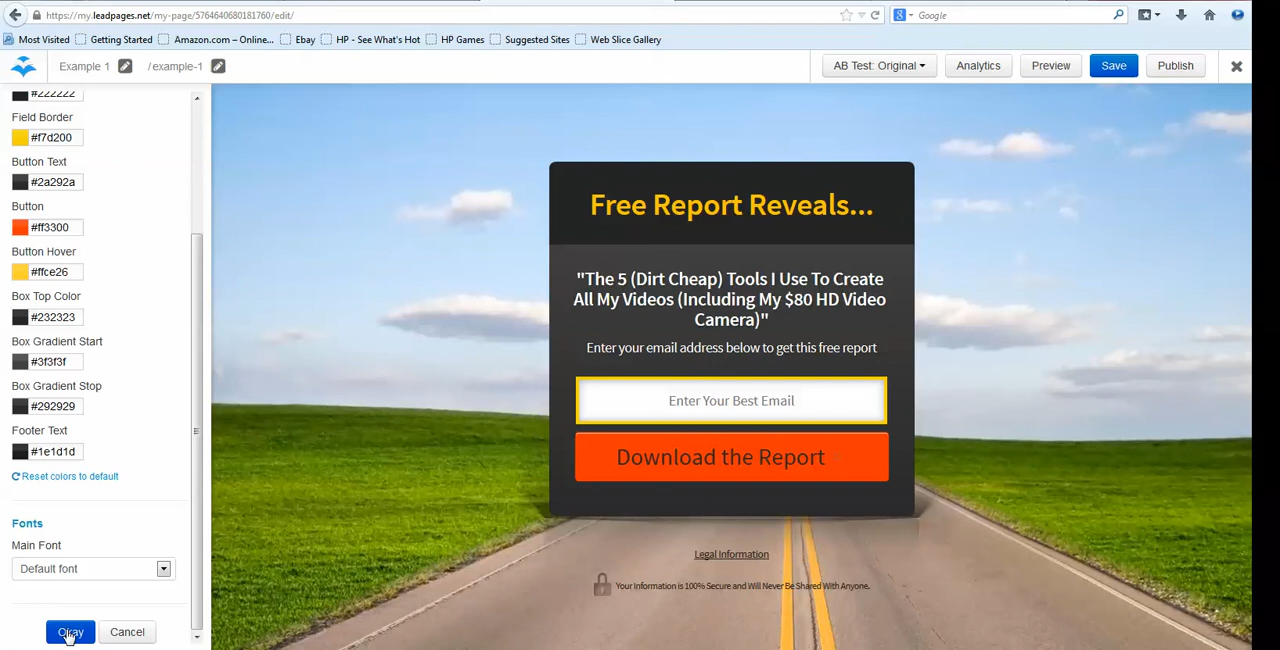 https://my.leadpages.net/my-page/5764640680181760/edit/
Google
Most Visited Getting Started Amazon.com – Online... Ebay HP - See What's Hot HP Games Suggested Sites Web Slice Gallery
Example 1 /example-1 AB Test: Original Analytics Preview Save Publish
#222222
Field Border
#f7d200
Button Text
#2a292a
Button
#ff3300
Button Hover
#ffce26
Box Top Color
#232323
Box Gradient Start
#3f3f3f
Box Gradient Stop
#292929
Footer Text
#1e1d1d
Reset colors to default
Fonts
Main Font
Default font
Okay Cancel
Free Report Reveals...
"The 5 (Dirt Cheap) Tools I Use To Create
All My Videos (Including My $80 HD Video
Camera)"
Enter your email address below to get this free report
Enter Your Best Email
Download the Report
Legal Information
Your Information is 100% Secure and Will Never Be Shared With Anyone.